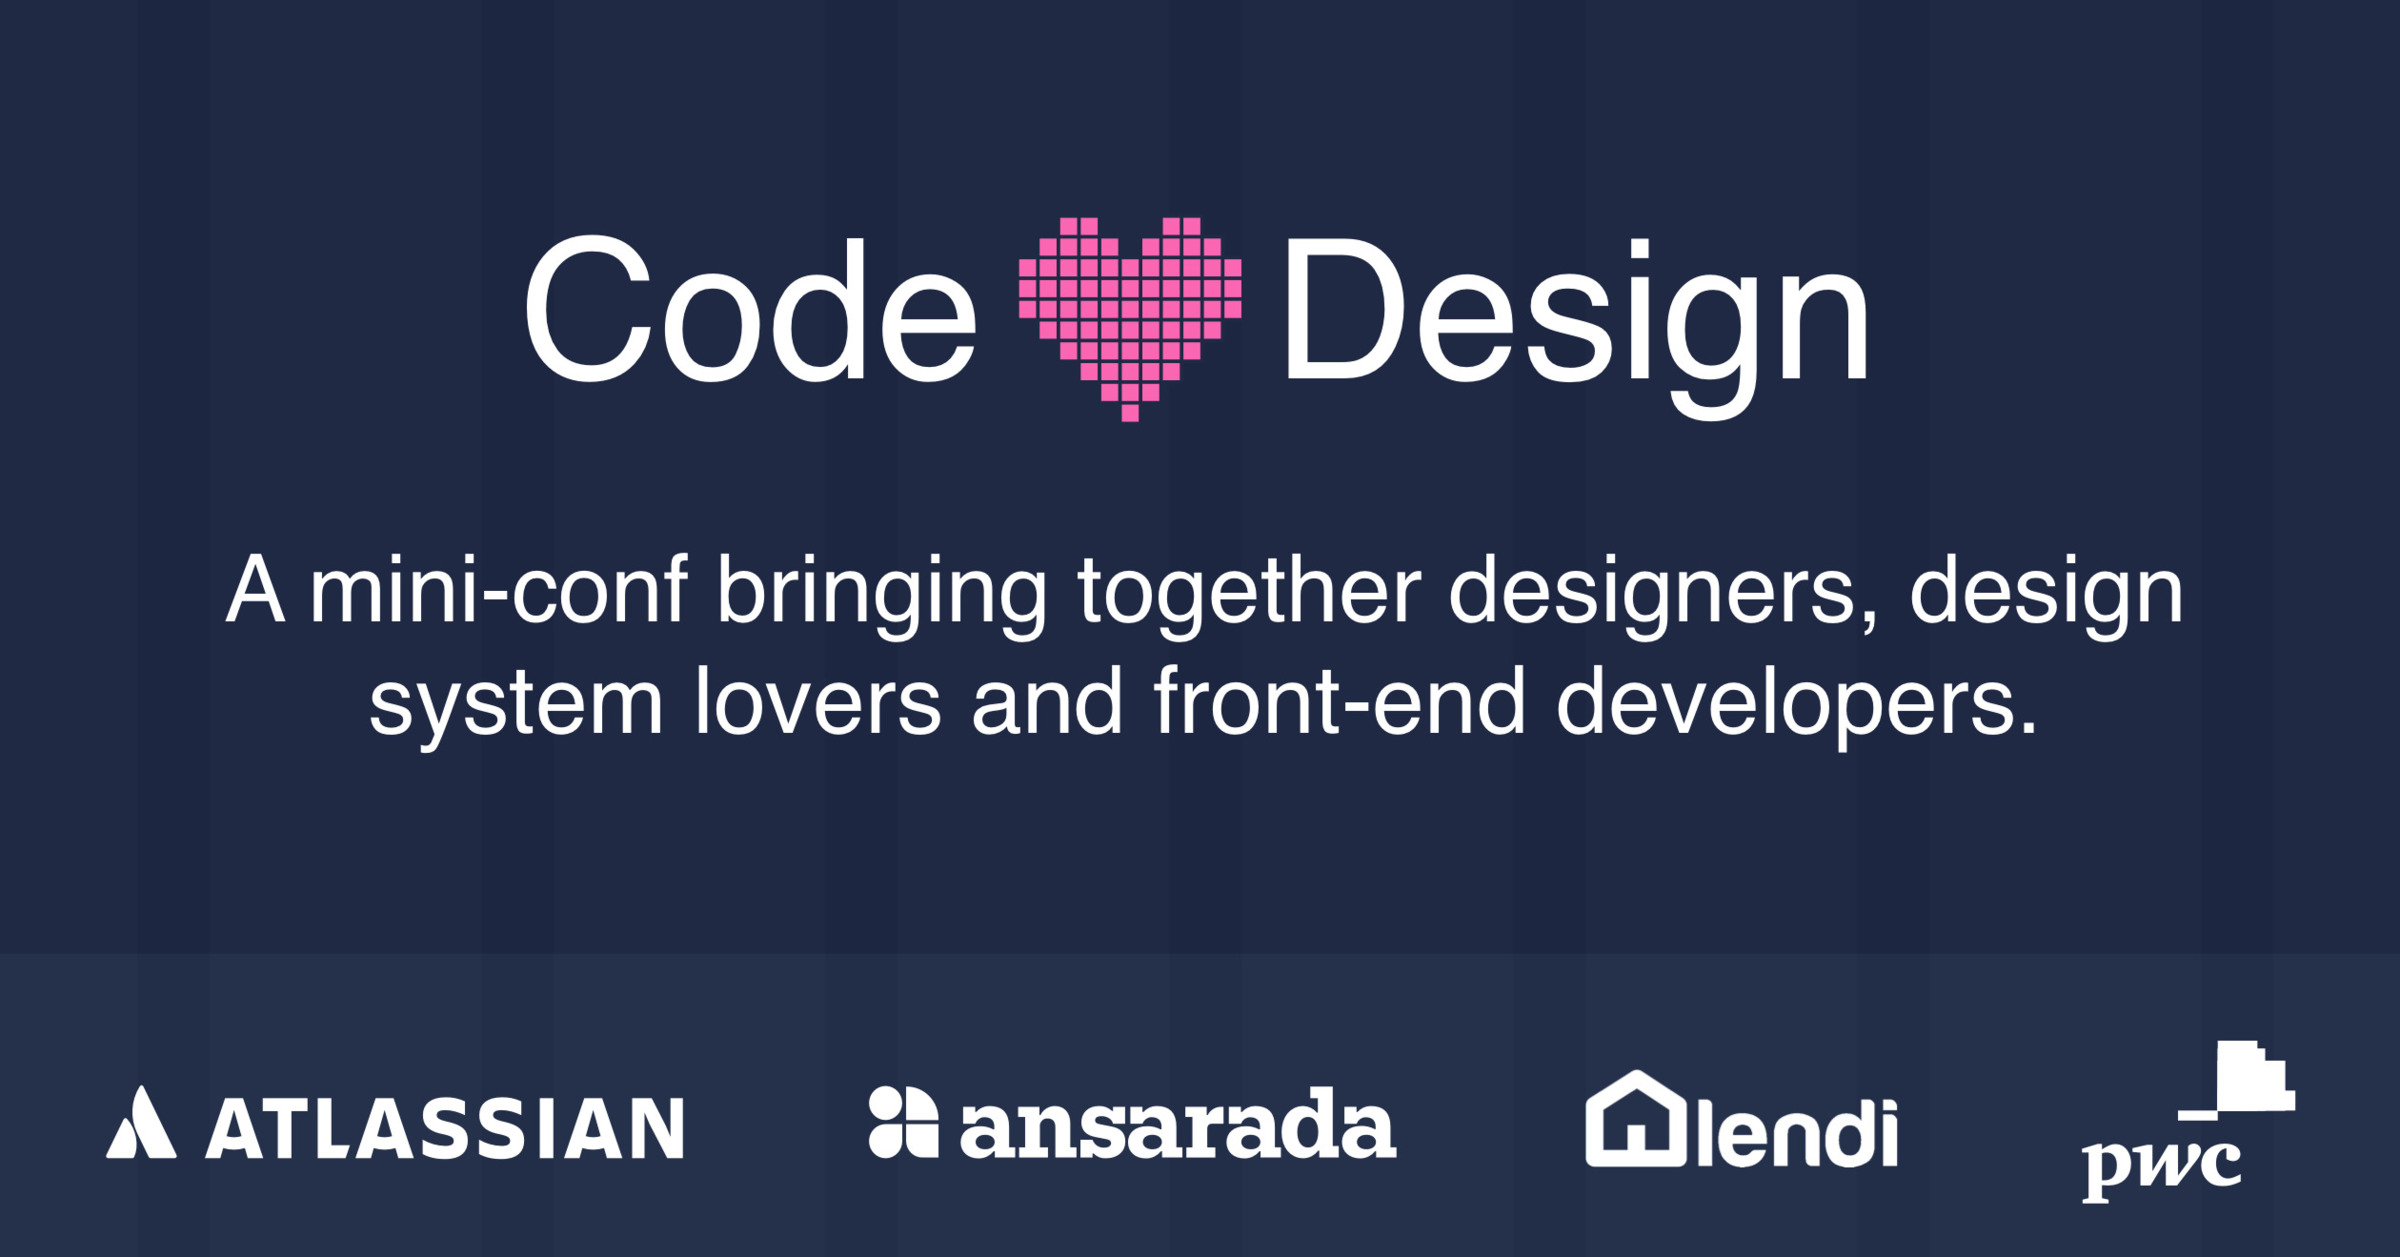 Code Design
A mini-conf bringing together designers, design
system lovers and front-end developers.
ATLASSIAN ansarada lendi pwc